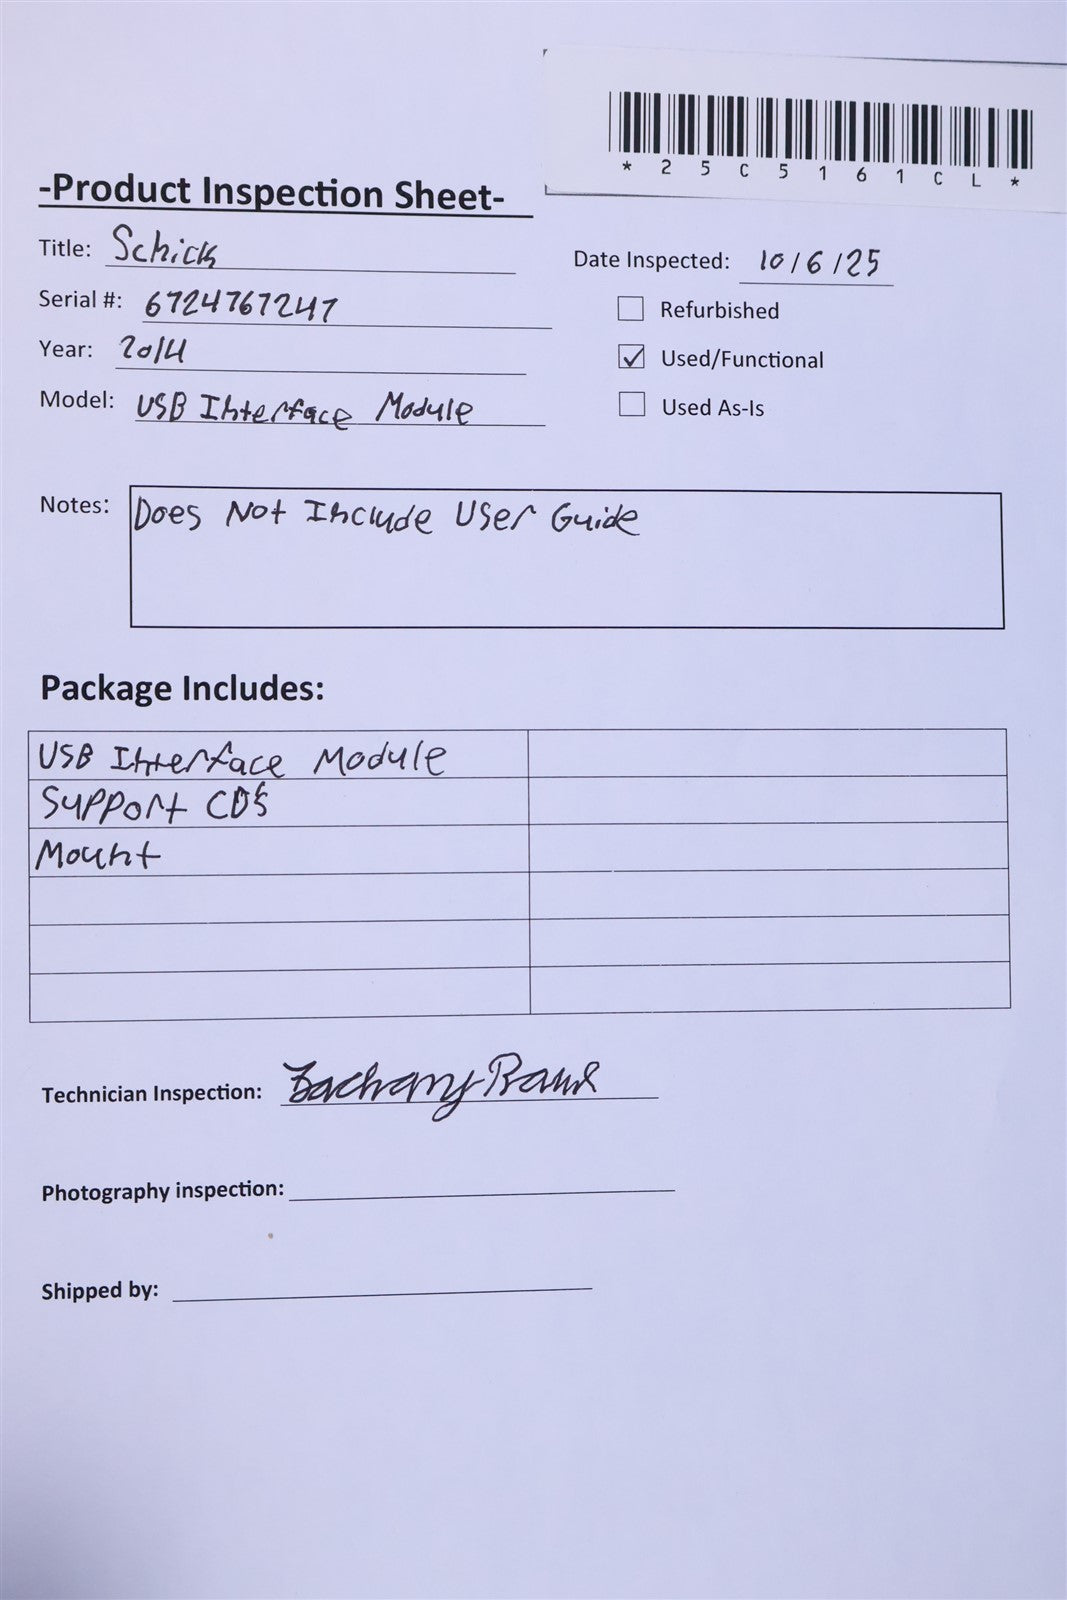 *25C5161CL*
-Product Inspection Sheet-
Title: Schick
Date Inspected: 10/6/25
Serial #: 6724767247
Refurbished
Year: 2014
Used/Functional
Model: USB Interface Module
Used As-Is
Notes: Does Not Include User Guide
Package Includes:
USB Interface Module
Support CD's
Mount
Technician Inspection: Zachary
Photography inspection:
Shipped by: